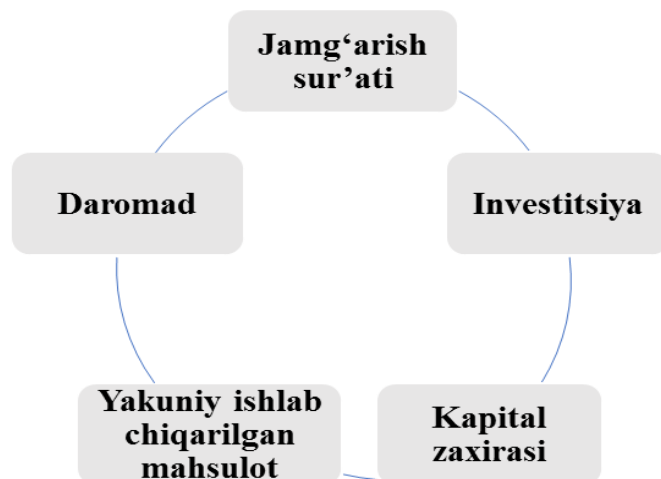 Jamg‘arish
sur’ati
Daromad
Investitsiya
Yakuniy ishlab
chiqarilgan
mahsulot
Kapital
zaxirasi